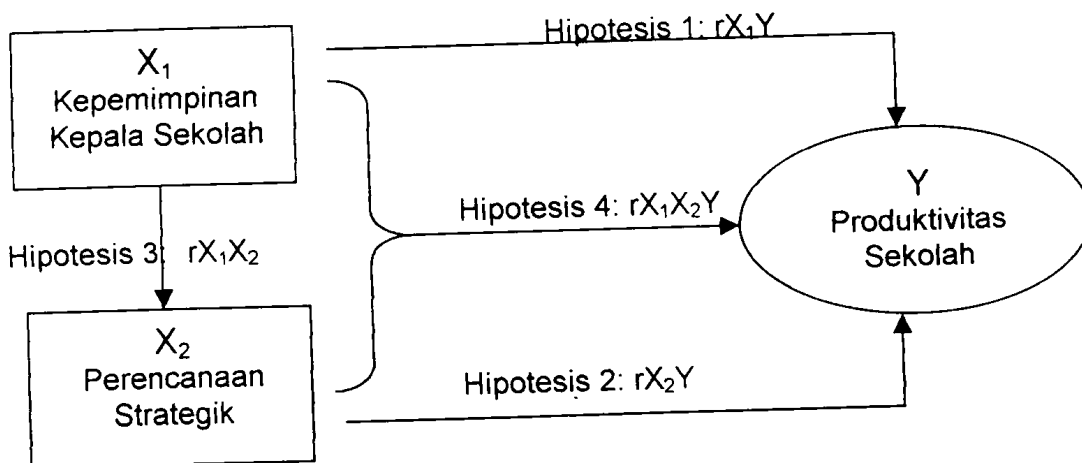 Hipotesis 1: rX₁Y
X₁
Kepemimpinan
Kepala Sekolah
Y
Produktivitas
Sekolah
Hipotesis 4: rX₁X₂Y
Hipotesis 3: rX₁X₂
X₂
Perencanaan
Strategik
Hipotesis 2: rX₂Y